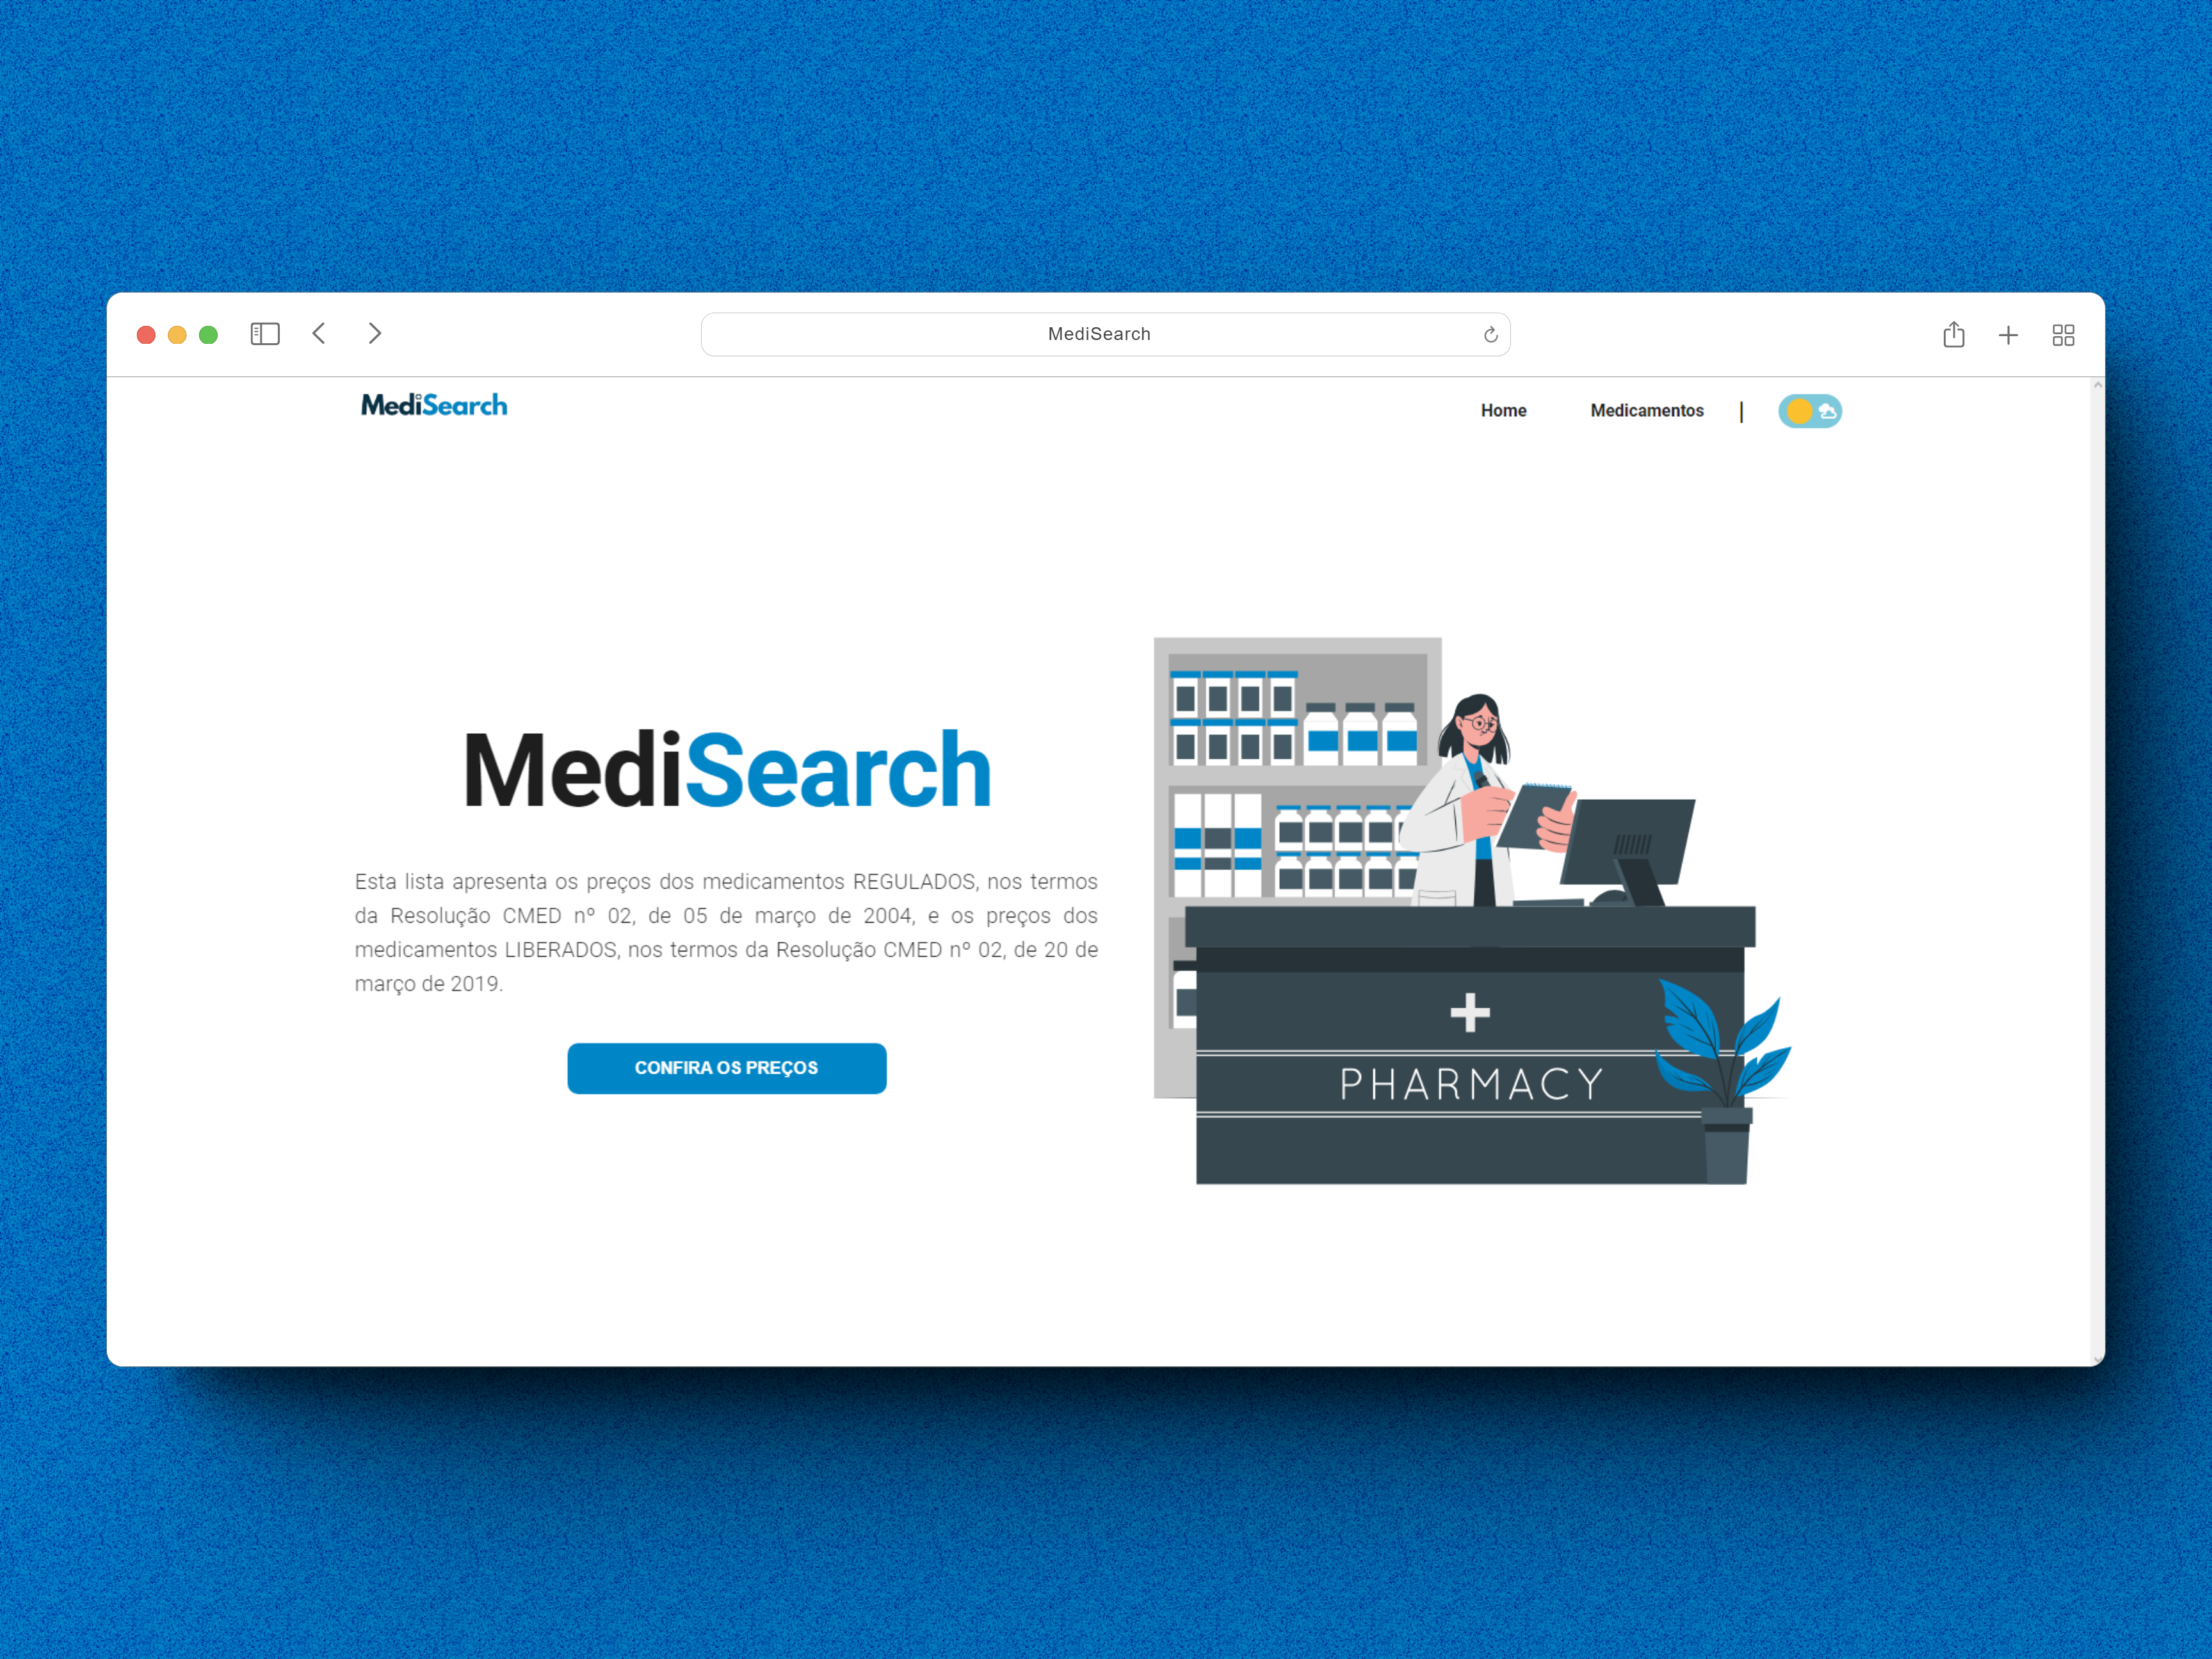 MediSearch
MediSearch
Home
Medicamentos
|
MediSearch
Esta lista apresenta os preços dos medicamentos REGULADOS, nos termos
da Resolução CMED nº 02, de 05 de março de 2004, e os preços dos
medicamentos LIBERADOS, nos termos da Resolução CMED nº 02, de 20 de
março de 2019.
CONFIRA OS PREÇOS
PHARMACY